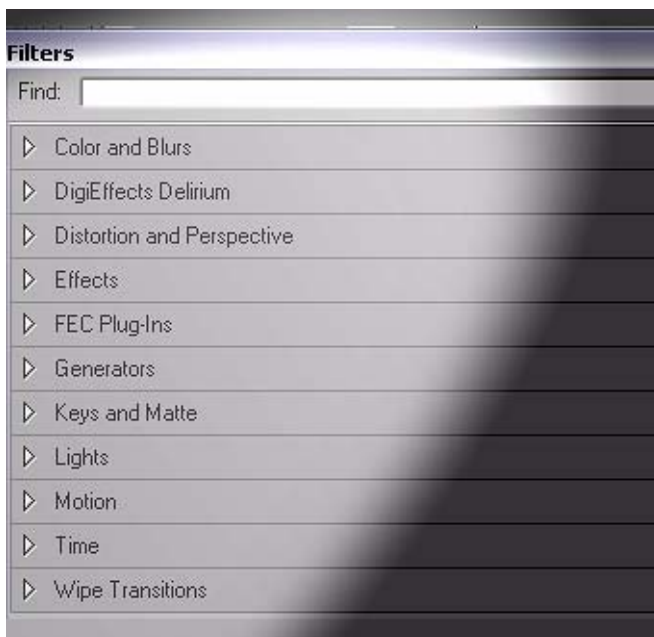 Filters
Find:
Color and Blurs
DigiEffects Delirium
Distortion and Perspective
Effects
FEC Plug-Ins
Generators
Keys and Matte
Lights
Motion
Time
Wipe Transitions